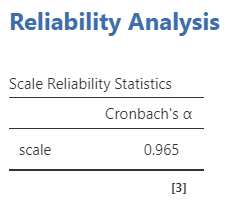 Reliability Analysis
Scale Reliability Statistics
Cronbach's α
scale 0.965
[3]